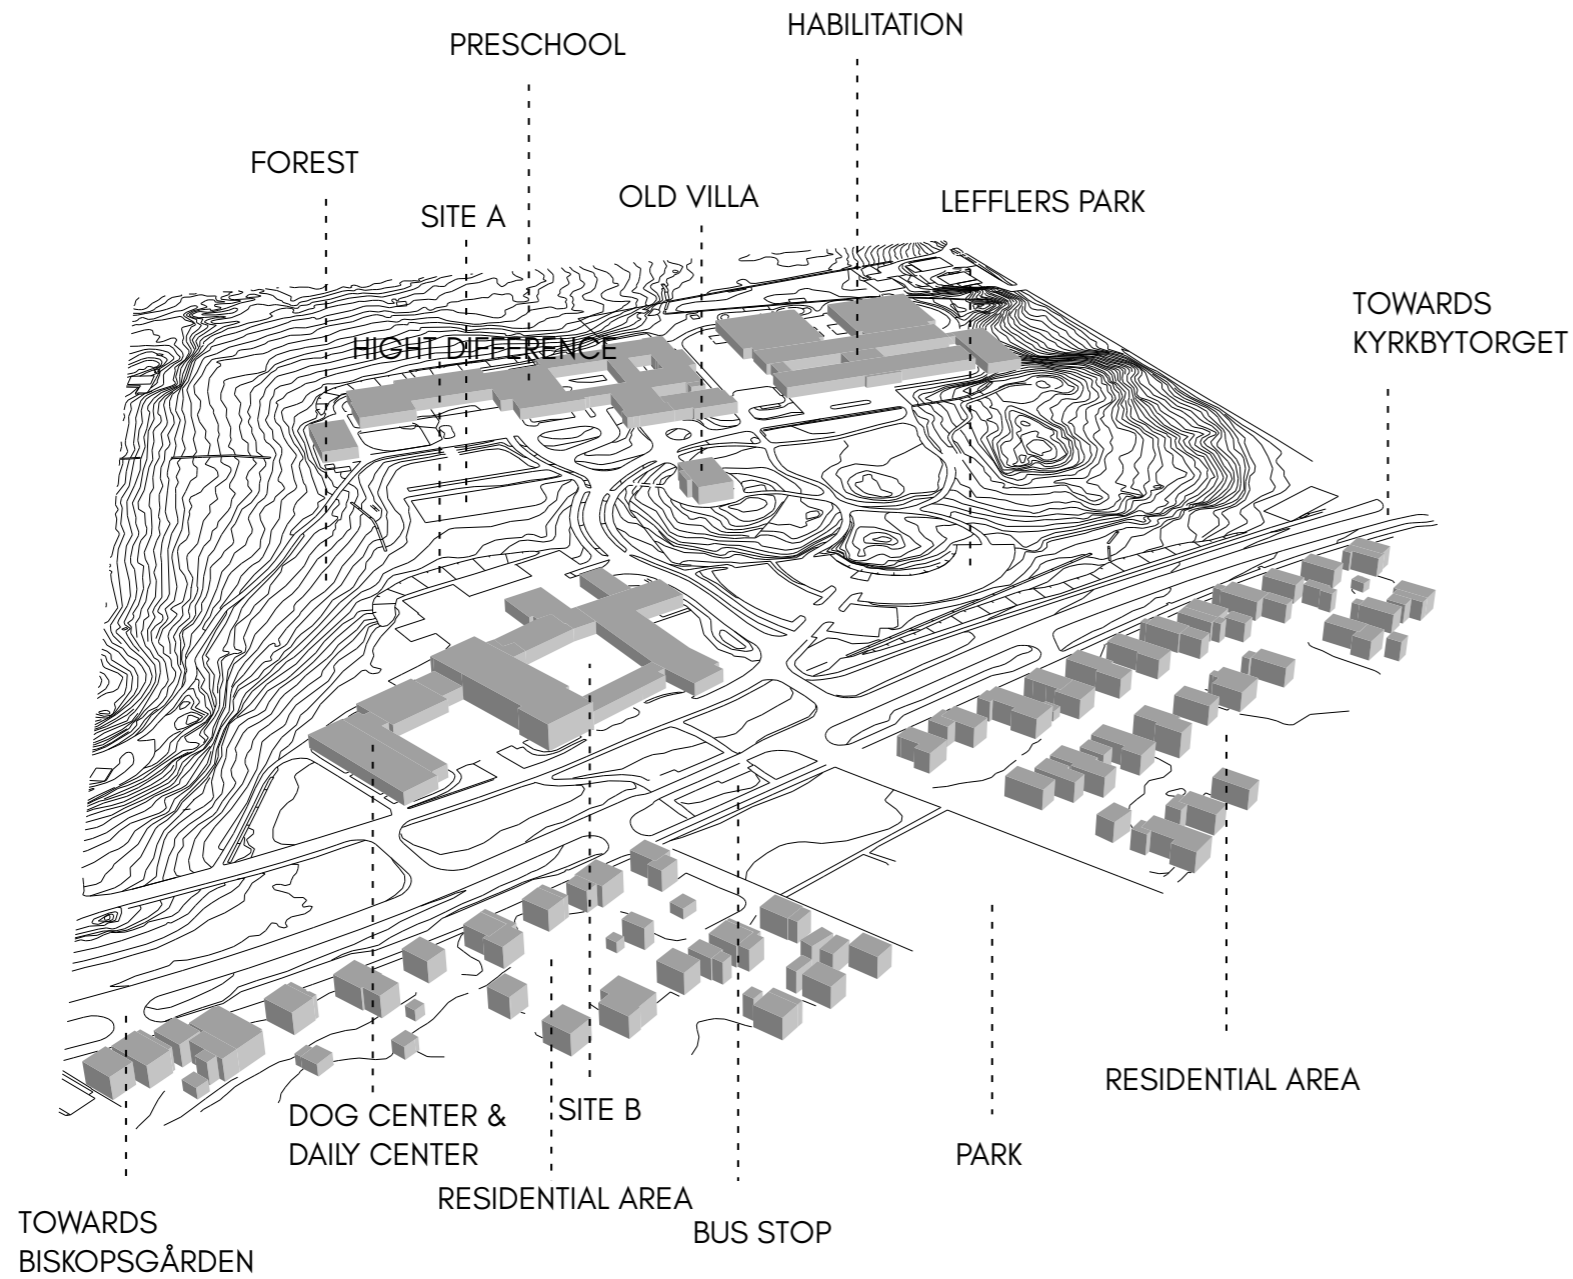 HABILITATION
PRESCHOOL
FOREST
SITE A
OLD VILLA
LEFFLERS PARK
TOWARDS
KYRKBYTORGET
HIGHT DIFFERENCE
RESIDENTIAL AREA
DOG CENTER &
DAILY CENTER
SITE B
PARK
RESIDENTIAL AREA
BUS STOP
TOWARDS
BISKOPSGÅRDEN